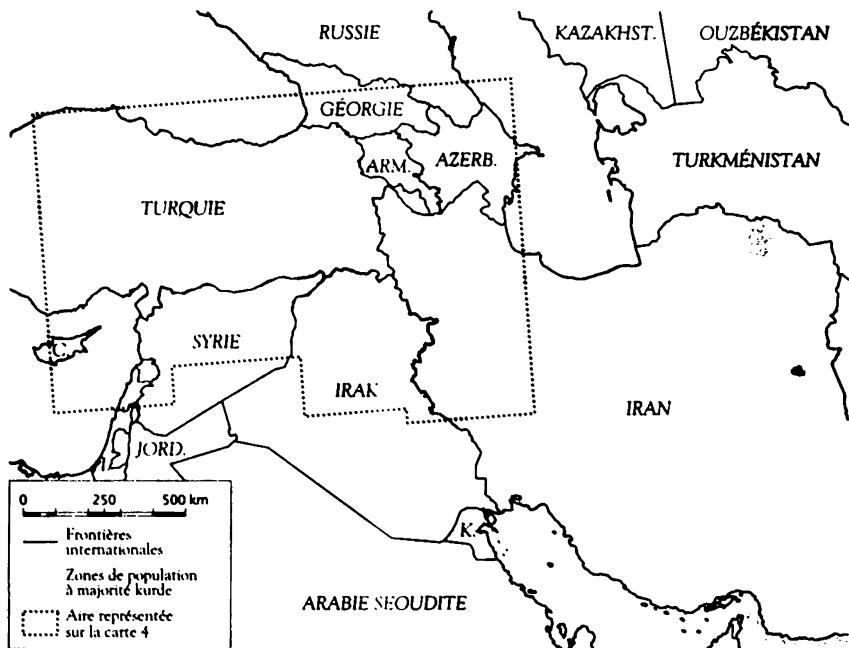 RUSSIE
KAZAKHST.
OUZBÉKISTAN
GÉORGIE
ARM.
AZERB.
TURKMÉNISTAN
TURQUIE
C.
SYRIE
L.
IRAK
IRAN
JORD.
I.
K.
ARABIE SEOUDITE
0 250 500 km
Frontières
internationales
Zones de population
à majorité kurde
Aire représentée
sur la carte 4